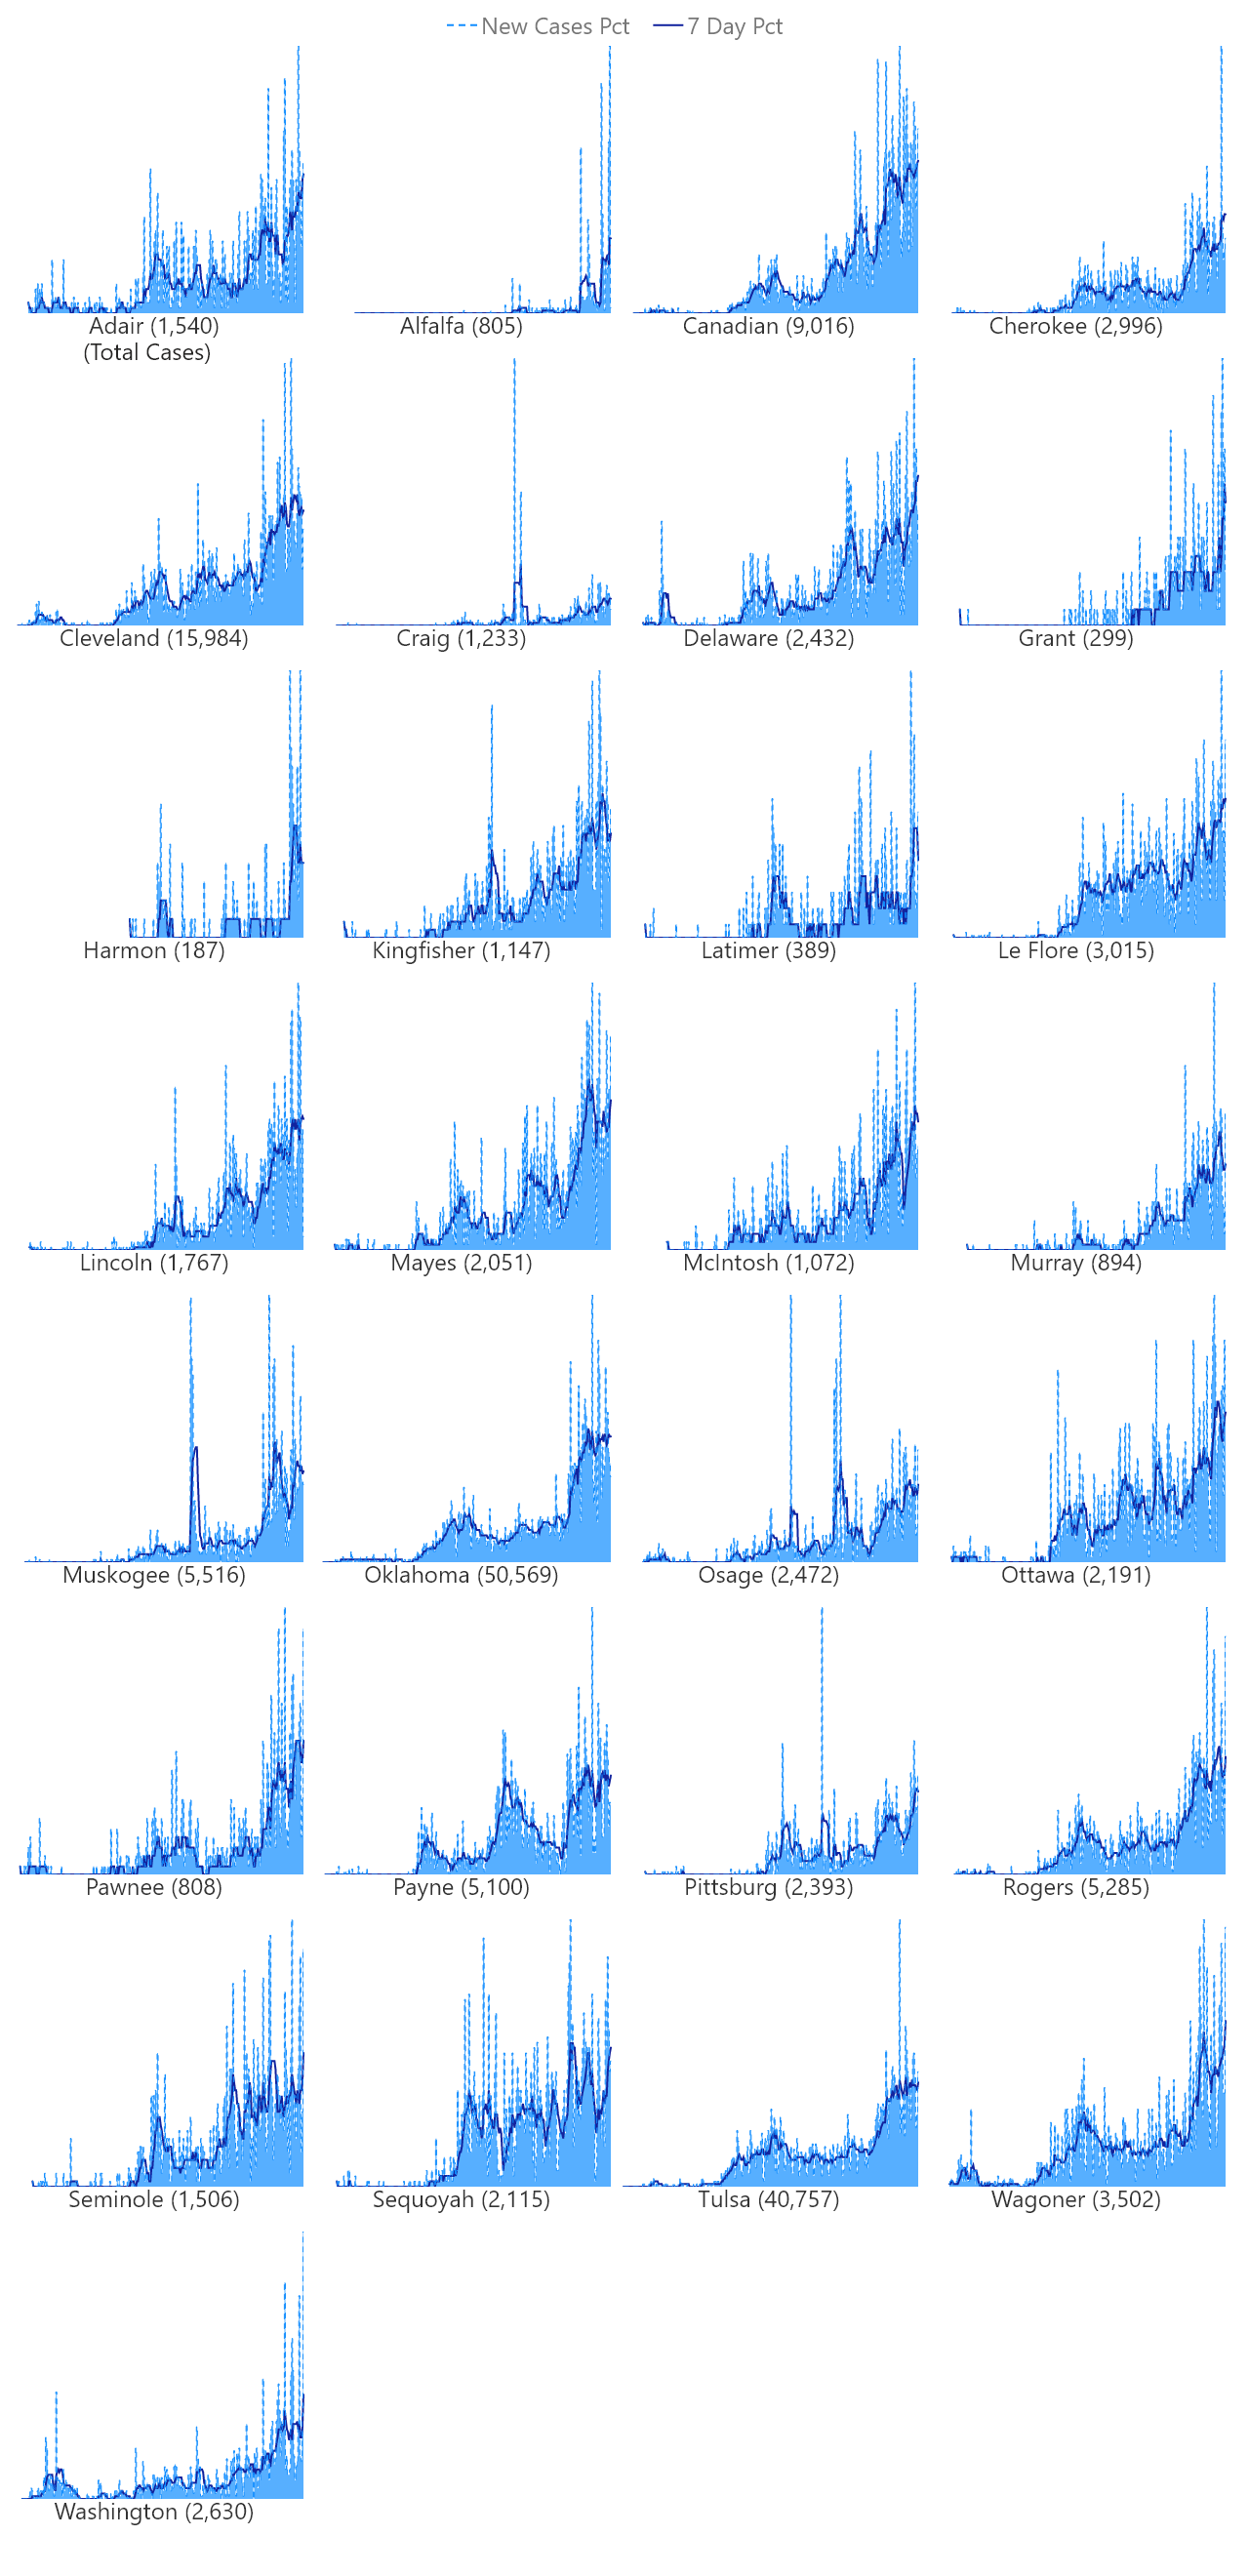 New Cases Pct 7 Day Pct
Adair (1,540) Alfalfa (805) Canadian (9,016) Cherokee (2,996)
(Total Cases)
Cleveland (15,984) Craig (1,233) Delaware (2,432) Grant (299)
Harmon (187) Kingfisher (1,147) Latimer (389) Le Flore (3,015)
Lincoln (1,767) Mayes (2,051) McIntosh (1,072) Murray (894)
Muskogee (5,516) Oklahoma (50,569) Osage (2,472) Ottawa (2,191)
Pawnee (808) Payne (5,100) Pittsburg (2,393) Rogers (5,285)
Seminole (1,506) Sequoyah (2,115) Tulsa (40,757) Wagoner (3,502)
Washington (2,630)